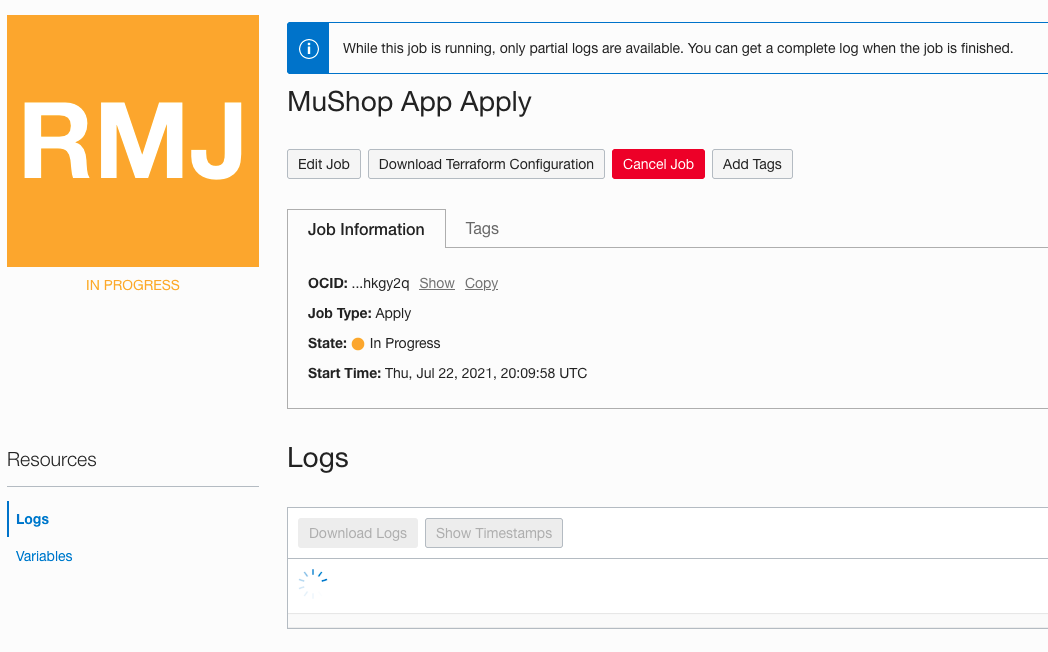 RMJ
IN PROGRESS
While this job is running, only partial logs are available. You can get a complete log when the job is finished.
MuShop App Apply
Edit Job Download Terraform Configuration Cancel Job Add Tags
Job Information Tags
OCID: ...hkgy2q Show Copy
Job Type: Apply
State: In Progress
Start Time: Thu, Jul 22, 2021, 20:09:58 UTC
Resources
Logs
Variables
Logs
Download Logs Show Timestamps